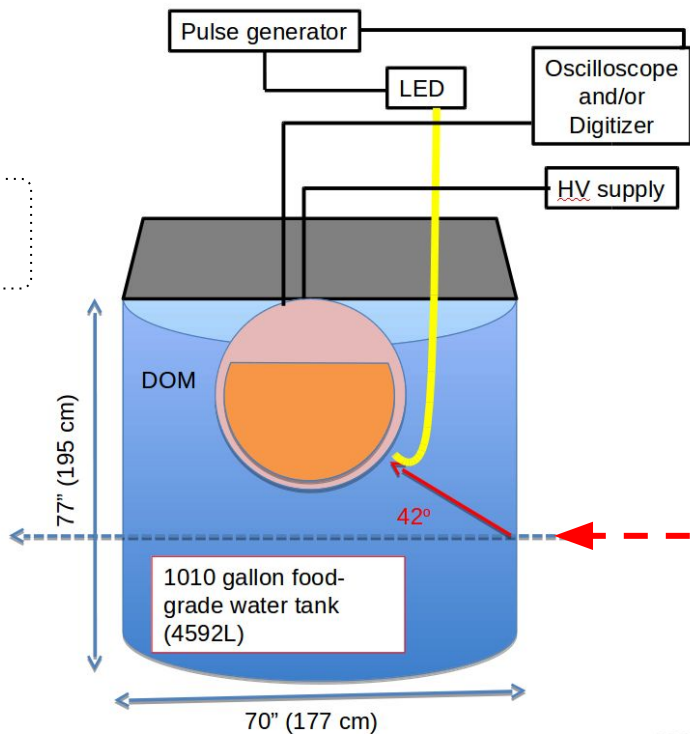 Pulse generator
LED
Oscilloscope
and/or
Digitizer
HV supply
DOM
77” (195 cm)
42º
1010 gallon food-
grade water tank
(4592L)
70” (177 cm)